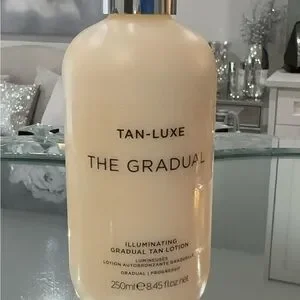 TAN-LUXE
THE GRADUAL
ILLUMINATING
GRADUAL TAN LOTION
LUMINEUSES
LOTION AUTOBRONZANTE GRADUELLE
GRADUAL | PROGRESSIF
250ml ℮ 8.45 fl oz net